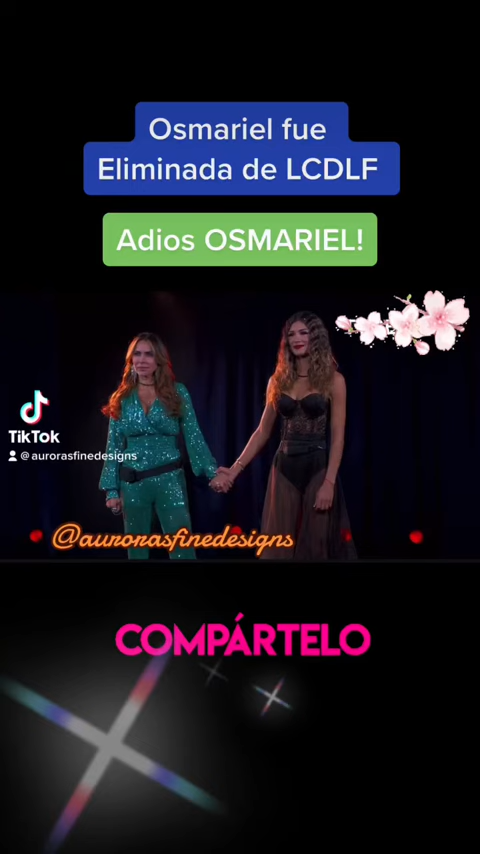 Osmariel fue
Eliminada de LCDLF
Adios OSMARIEL!
TikTok
@aurorasfinedesigns
@aurorasfinedesigns
COMPÁRTELO